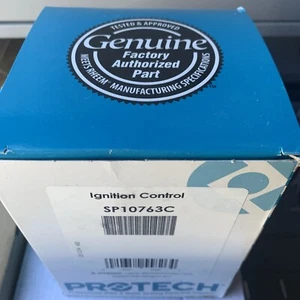 TESTED & APPROVED
Genuine
Factory
Authorized
Part
MEETS RHEEM MANUFACTURING SPECIFICATIONS
Ignition Control
SP10763C
PROTECH